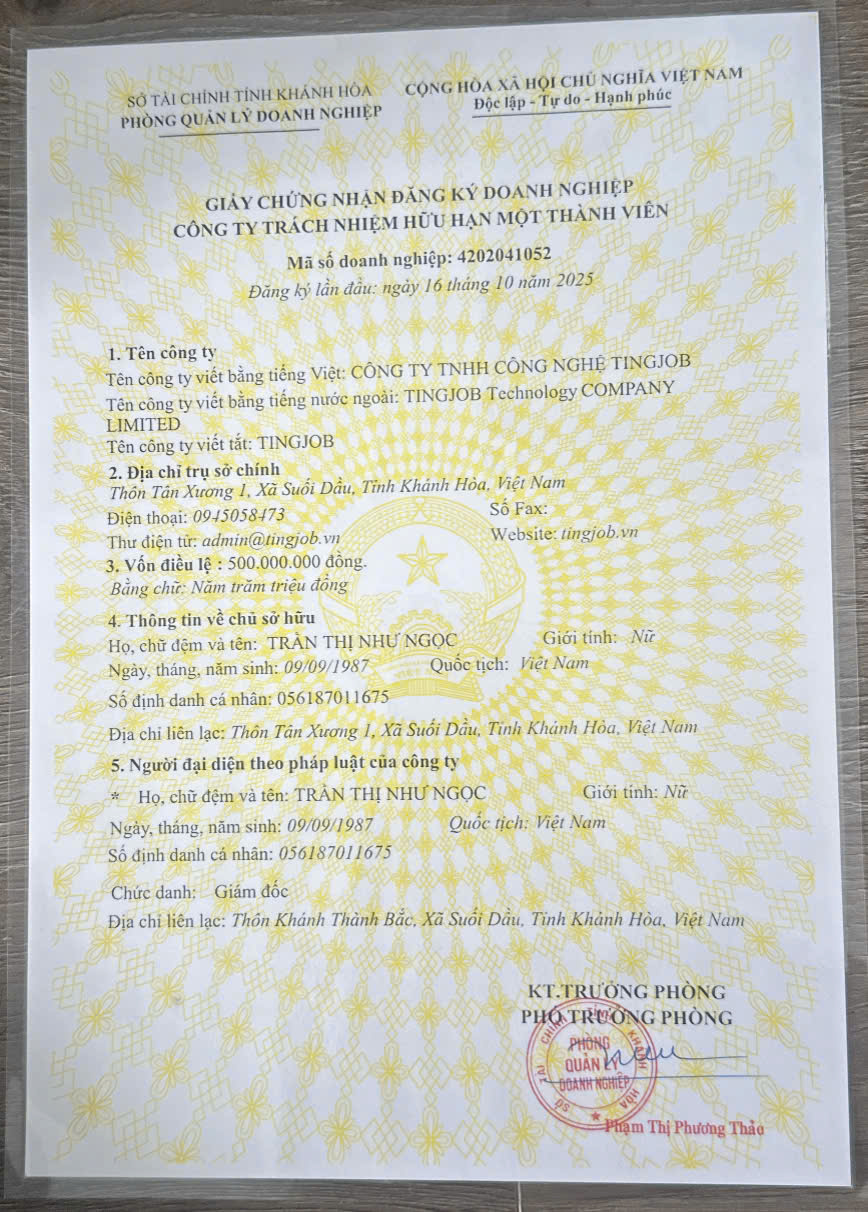 SỞ TÀI CHÍNH TỈNH KHÁNH HÒA
PHÒNG QUẢN LÝ DOANH NGHIỆP
CỘNG HÒA XÃ HỘI CHỦ NGHĨA VIỆT NAM
Độc lập - Tự do - Hạnh phúc
GIẤY CHỨNG NHẬN ĐĂNG KÝ DOANH NGHIỆP
CÔNG TY TRÁCH NHIỆM HỮU HẠN MỘT THÀNH VIÊN
Mã số doanh nghiệp: 4202041052
Đăng ký lần đầu: ngày 16 tháng 10 năm 2025
1. Tên công ty
Tên công ty viết bằng tiếng Việt: CÔNG TY TNHH CÔNG NGHỆ TINGJOB
Tên công ty viết bằng tiếng nước ngoài: TINGJOB Technology COMPANY
LIMITED
Tên công ty viết tắt: TINGJOB
2. Địa chỉ trụ sở chính
Thôn Tân Xương 1, Xã Suối Dầu, Tỉnh Khánh Hòa, Việt Nam
Điện thoại: 0945058473 Số Fax:
Thư điện tử: admin@tingjob.vn Website: tingjob.vn
3. Vốn điều lệ : 500.000.000 đồng.
Bằng chữ: Năm trăm triệu đồng
4. Thông tin về chủ sở hữu
Họ, chữ đệm và tên: TRẦN THỊ NHƯ NGỌC Giới tính: Nữ
Ngày, tháng, năm sinh: 09/09/1987 Quốc tịch: Việt Nam
Số định danh cá nhân: 056187011675
Địa chỉ liên lạc: Thôn Tân Xương 1, Xã Suối Dầu, Tỉnh Khánh Hòa, Việt Nam
5. Người đại diện theo pháp luật của công ty
* Họ, chữ đệm và tên: TRẦN THỊ NHƯ NGỌC Giới tính: Nữ
Ngày, tháng, năm sinh: 09/09/1987 Quốc tịch: Việt Nam
Số định danh cá nhân: 056187011675
Chức danh: Giám đốc
Địa chỉ liên lạc: Thôn Khánh Thành Bắc, Xã Suối Dầu, Tỉnh Khánh Hòa, Việt Nam
KT.TRƯỞNG PHÒNG
PHÓ TRƯỞNG PHÒNG
SỞ TÀI CHÍNH TỈNH KHÁNH HÒA
PHÒNG
QUẢN LÝ
DOANH NGHIỆP
Phạm Thị Phương Thảo